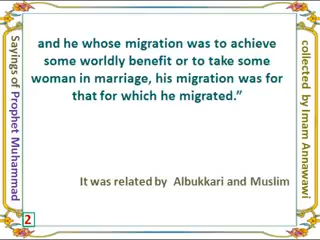 and he whose migration was to achieve
some worldly benefit or to take some
woman in marriage, his migration was for
that for which he migrated.”
It was related by Albukkari and Muslim
Sayings of Prophet Muhammad
collected by Imam Annawawi
2